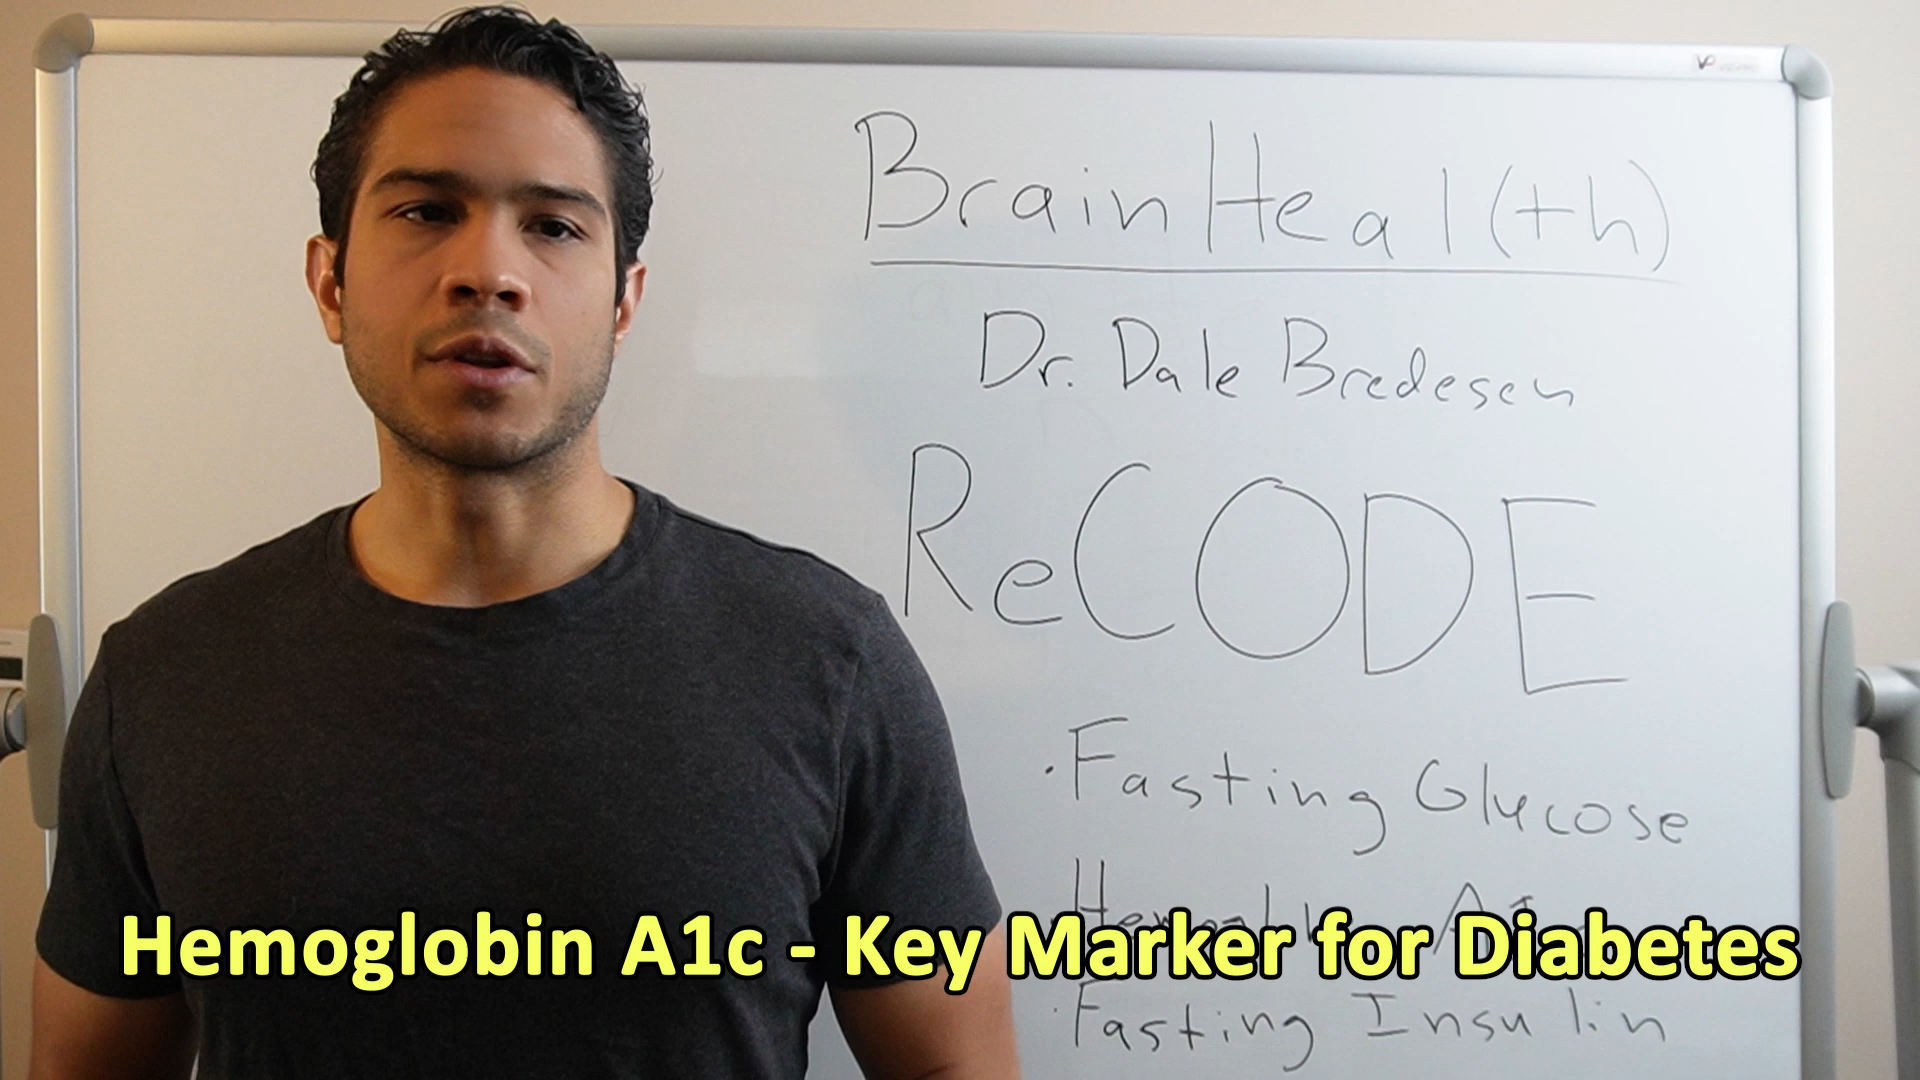 BrainHeal(th)
Dr. Dale Bredesen
ReCODE
· Fasting Glucose
Hemoglobin A1c - Key Marker for Diabetes
· Fasting Insulin